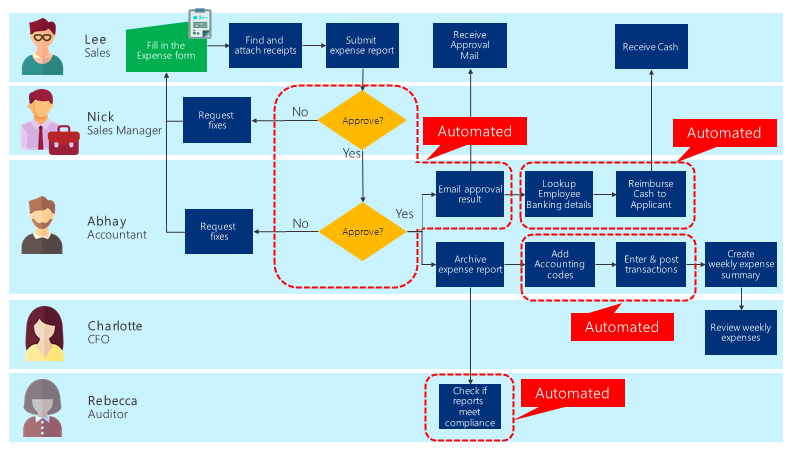 Lee
Sales
Fill in the
Expense form
Find and
attach receipts
Submit
expense report
Receive
Approval
Mail
Receive Cash
Nick
Sales Manager
Request
fixes
No
Approve?
Automated
Automated
Yes
Abhay
Accountant
Request
fixes
No
Approve?
Yes
Email approval
result
Lookup
Employee
Banking details
Reimburse
Cash to
Applicant
Archive
expense report
Add
Accounting
codes
Enter & post
transactions
Create
weekly expense
summary
Charlotte
CFO
Automated
Review weekly
expenses
Rebecca
Auditor
Check if
reports
meet
compliance
Automated